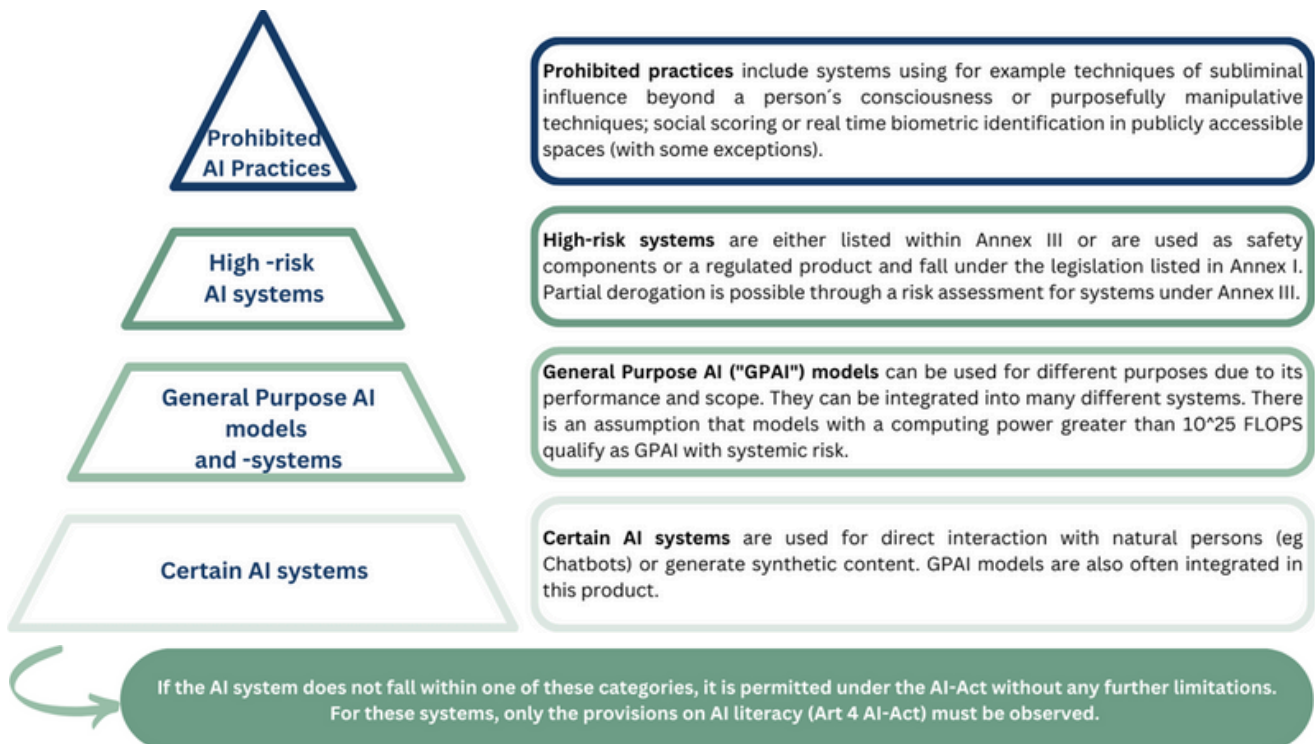 Prohibited
AI Practices
Prohibited practices include systems using for example techniques of subliminal
influence beyond a person´s consciousness or purposefully manipulative
techniques; social scoring or real time biometric identification in publicly accessible
spaces (with some exceptions).
High -risk
AI systems
High-risk systems are either listed within Annex III or are used as safety
components or a regulated product and fall under the legislation listed in Annex I.
Partial derogation is possible through a risk assessment for systems under Annex III.
General Purpose AI
models
and -systems
General Purpose AI ("GPAI") models can be used for different purposes due to its
performance and scope. They can be integrated into many different systems. There
is an assumption that models with a computing power greater than 10^25 FLOPS
qualify as GPAI with systemic risk.
Certain AI systems
Certain AI systems are used for direct interaction with natural persons (eg
Chatbots) or generate synthetic content. GPAI models are also often integrated in
this product.
If the AI system does not fall within one of these categories, it is permitted under the AI-Act without any further limitations.
For these systems, only the provisions on AI literacy (Art 4 AI-Act) must be observed.